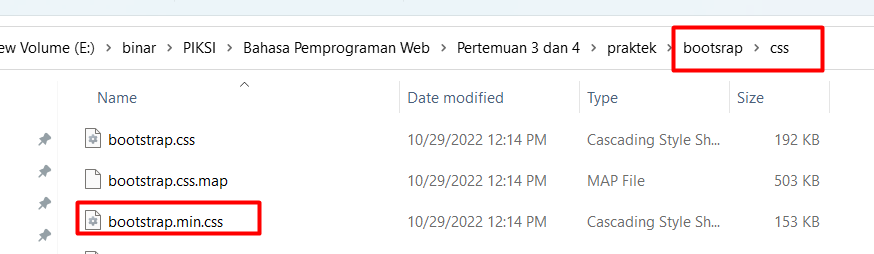 ew Volume (E:) > binar > PIKSI > Bahasa Pemprograman Web > Pertemuan 3 dan 4 > praktek > bootsrap > css
Name Date modified Type Size
bootstrap.css 10/29/2022 12:14 PM Cascading Style Sh... 192 KB
bootstrap.css.map 10/29/2022 12:14 PM MAP File 503 KB
bootstrap.min.css 10/29/2022 12:14 PM Cascading Style Sh... 153 KB